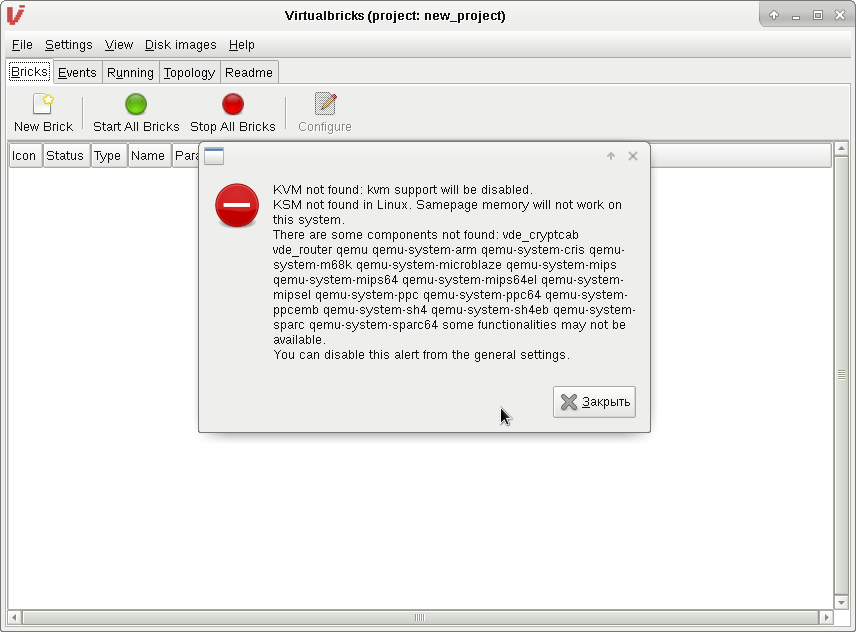 Virtualbricks (project: new_project)
File Settings View Disk images Help
Bricks Events Running Topology Readme
New Brick Start All Bricks Stop All Bricks Configure
Icon Status Type Name
KVM not found: kvm support will be disabled.
KSM not found in Linux. Samepage memory will not work on
this system.
There are some components not found: vde_cryptcab
vde_router qemu qemu-system-arm qemu-system-cris qemu-
system-m68k qemu-system-microblaze qemu-system-mips
qemu-system-mips64 qemu-system-mips64el qemu-system-
mipsel qemu-system-ppc qemu-system-ppc64 qemu-system-
ppcemb qemu-system-sh4 qemu-system-sh4eb qemu-system-
sparc qemu-system-sparc64 some functionalities may not be
available.
You can disable this alert from the general settings.
Закрыть